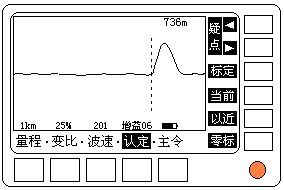 736m
疑点
标定
当前
以近
零标
1km 25% 201 增益06
量程·变比·波速·认定·主令